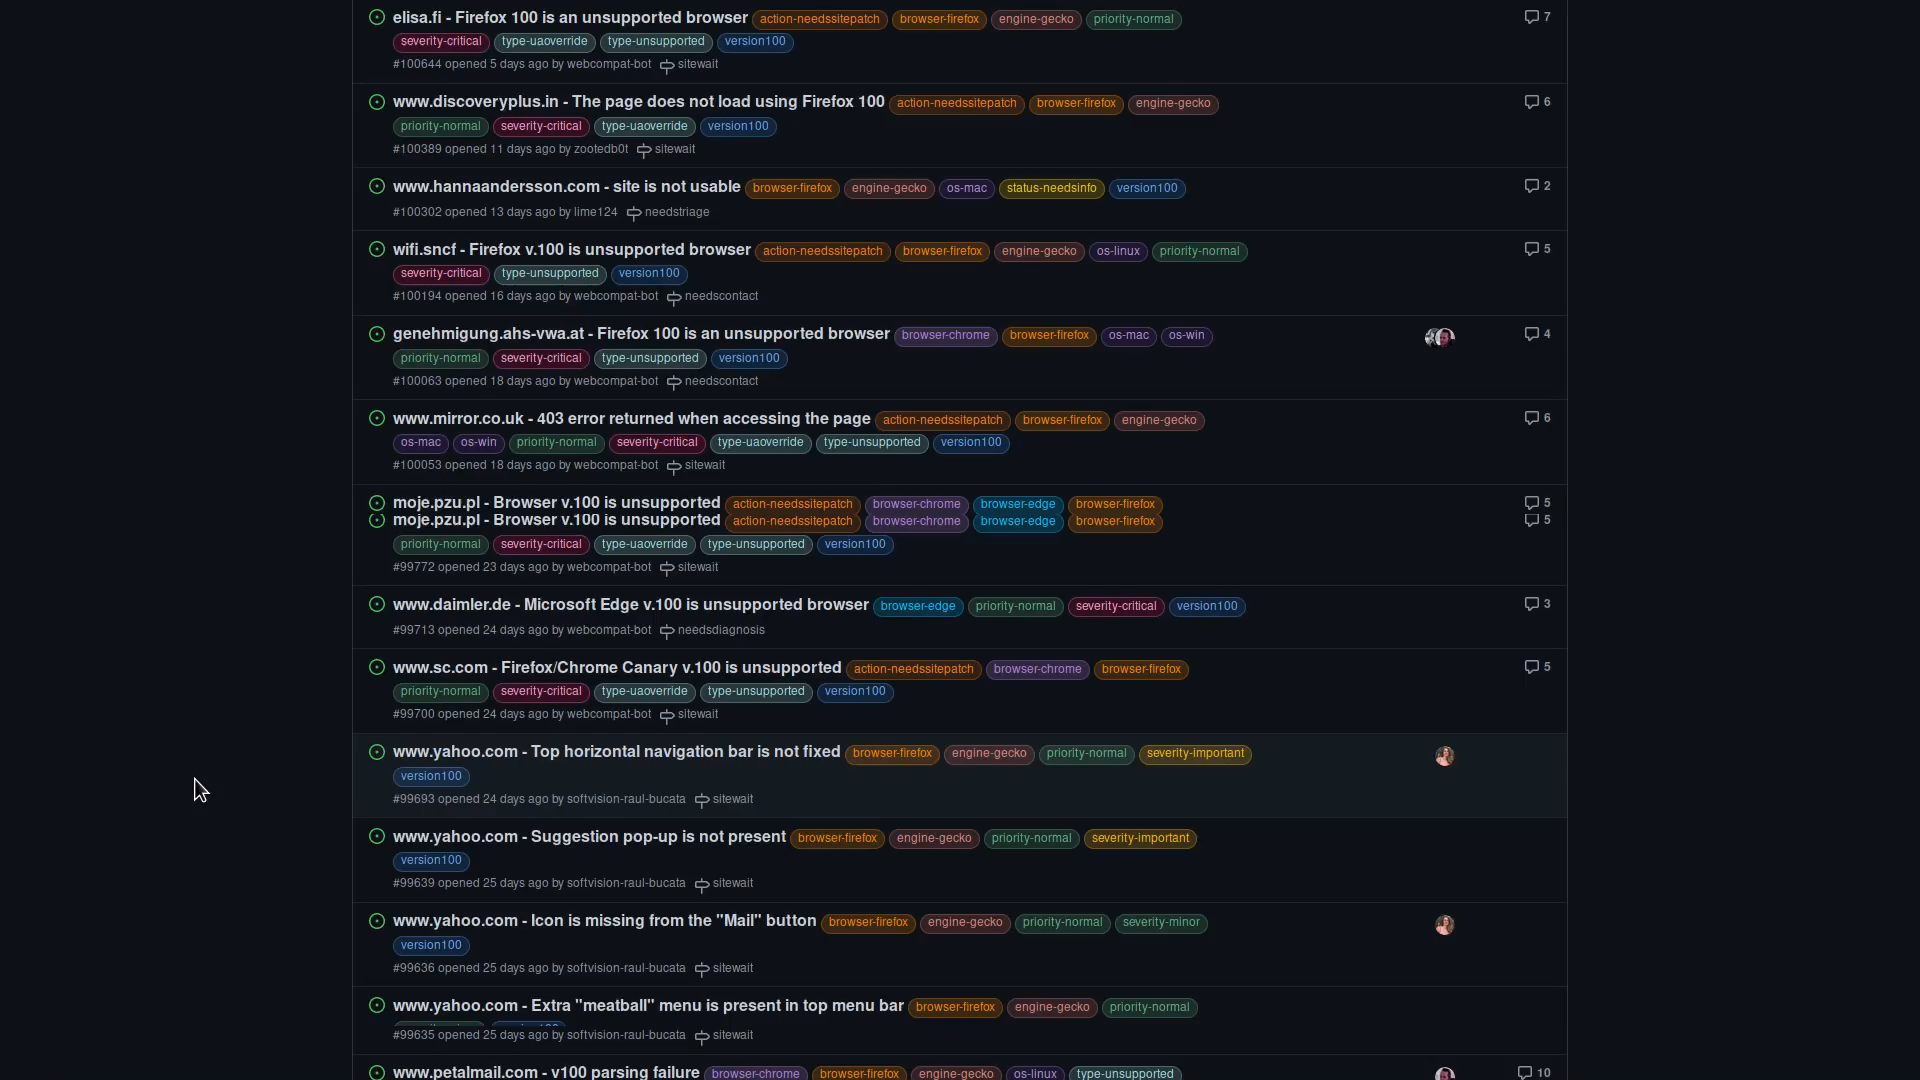 elisa.fi - Firefox 100 is an unsupported browser action-needssitepatch browser-firefox engine-gecko priority-normal 7
severity-critical type-uaoverride type-unsupported version100
#100644 opened 5 days ago by webcompat-bot sitewait
www.discoveryplus.in - The page does not load using Firefox 100 action-needssitepatch browser-firefox engine-gecko 6
priority-normal severity-critical type-uaoverride version100
#100389 opened 11 days ago by zootedb0t sitewait
www.hannaandersson.com - site is not usable browser-firefox engine-gecko os-mac status-needsinfo version100 2
#100302 opened 13 days ago by lime124 needstriage
wifi.sncf - Firefox v.100 is unsupported browser action-needssitepatch browser-firefox engine-gecko os-linux priority-normal 5
severity-critical type-unsupported version100
#100194 opened 16 days ago by webcompat-bot needscontact
genehmigung.ahs-vwa.at - Firefox 100 is an unsupported browser browser-chrome browser-firefox os-mac os-win 4
priority-normal severity-critical type-unsupported version100
#100063 opened 18 days ago by webcompat-bot needscontact
www.mirror.co.uk - 403 error returned when accessing the page action-needssitepatch browser-firefox engine-gecko 6
os-mac os-win priority-normal severity-critical type-uaoverride type-unsupported version100
#100053 opened 18 days ago by webcompat-bot sitewait
moje.pzu.pl - Browser v.100 is unsupported action-needssitepatch browser-chrome browser-edge browser-firefox 5
moje.pzu.pl - Browser v.100 is unsupported action-needssitepatch browser-chrome browser-edge browser-firefox 5
priority-normal severity-critical type-uaoverride type-unsupported version100
#99772 opened 23 days ago by webcompat-bot sitewait
www.daimler.de - Microsoft Edge v.100 is unsupported browser browser-edge priority-normal severity-critical version100 3
#99713 opened 24 days ago by webcompat-bot needsdiagnosis
www.sc.com - Firefox/Chrome Canary v.100 is unsupported action-needssitepatch browser-chrome browser-firefox 5
priority-normal severity-critical type-uaoverride type-unsupported version100
#99700 opened 24 days ago by webcompat-bot sitewait
www.yahoo.com - Top horizontal navigation bar is not fixed browser-firefox engine-gecko priority-normal severity-important
version100
#99693 opened 24 days ago by softvision-raul-bucata sitewait
www.yahoo.com - Suggestion pop-up is not present browser-firefox engine-gecko priority-normal severity-important
version100
#99639 opened 25 days ago by softvision-raul-bucata sitewait
www.yahoo.com - Icon is missing from the "Mail" button browser-firefox engine-gecko priority-normal severity-minor
version100
#99636 opened 25 days ago by softvision-raul-bucata sitewait
www.yahoo.com - Extra "meatball" menu is present in top menu bar browser-firefox engine-gecko priority-normal
#99635 opened 25 days ago by softvision-raul-bucata sitewait
www.petalmail.com - v100 parsing failure browser-chrome browser-firefox engine-gecko os-linux type-unsupported 10